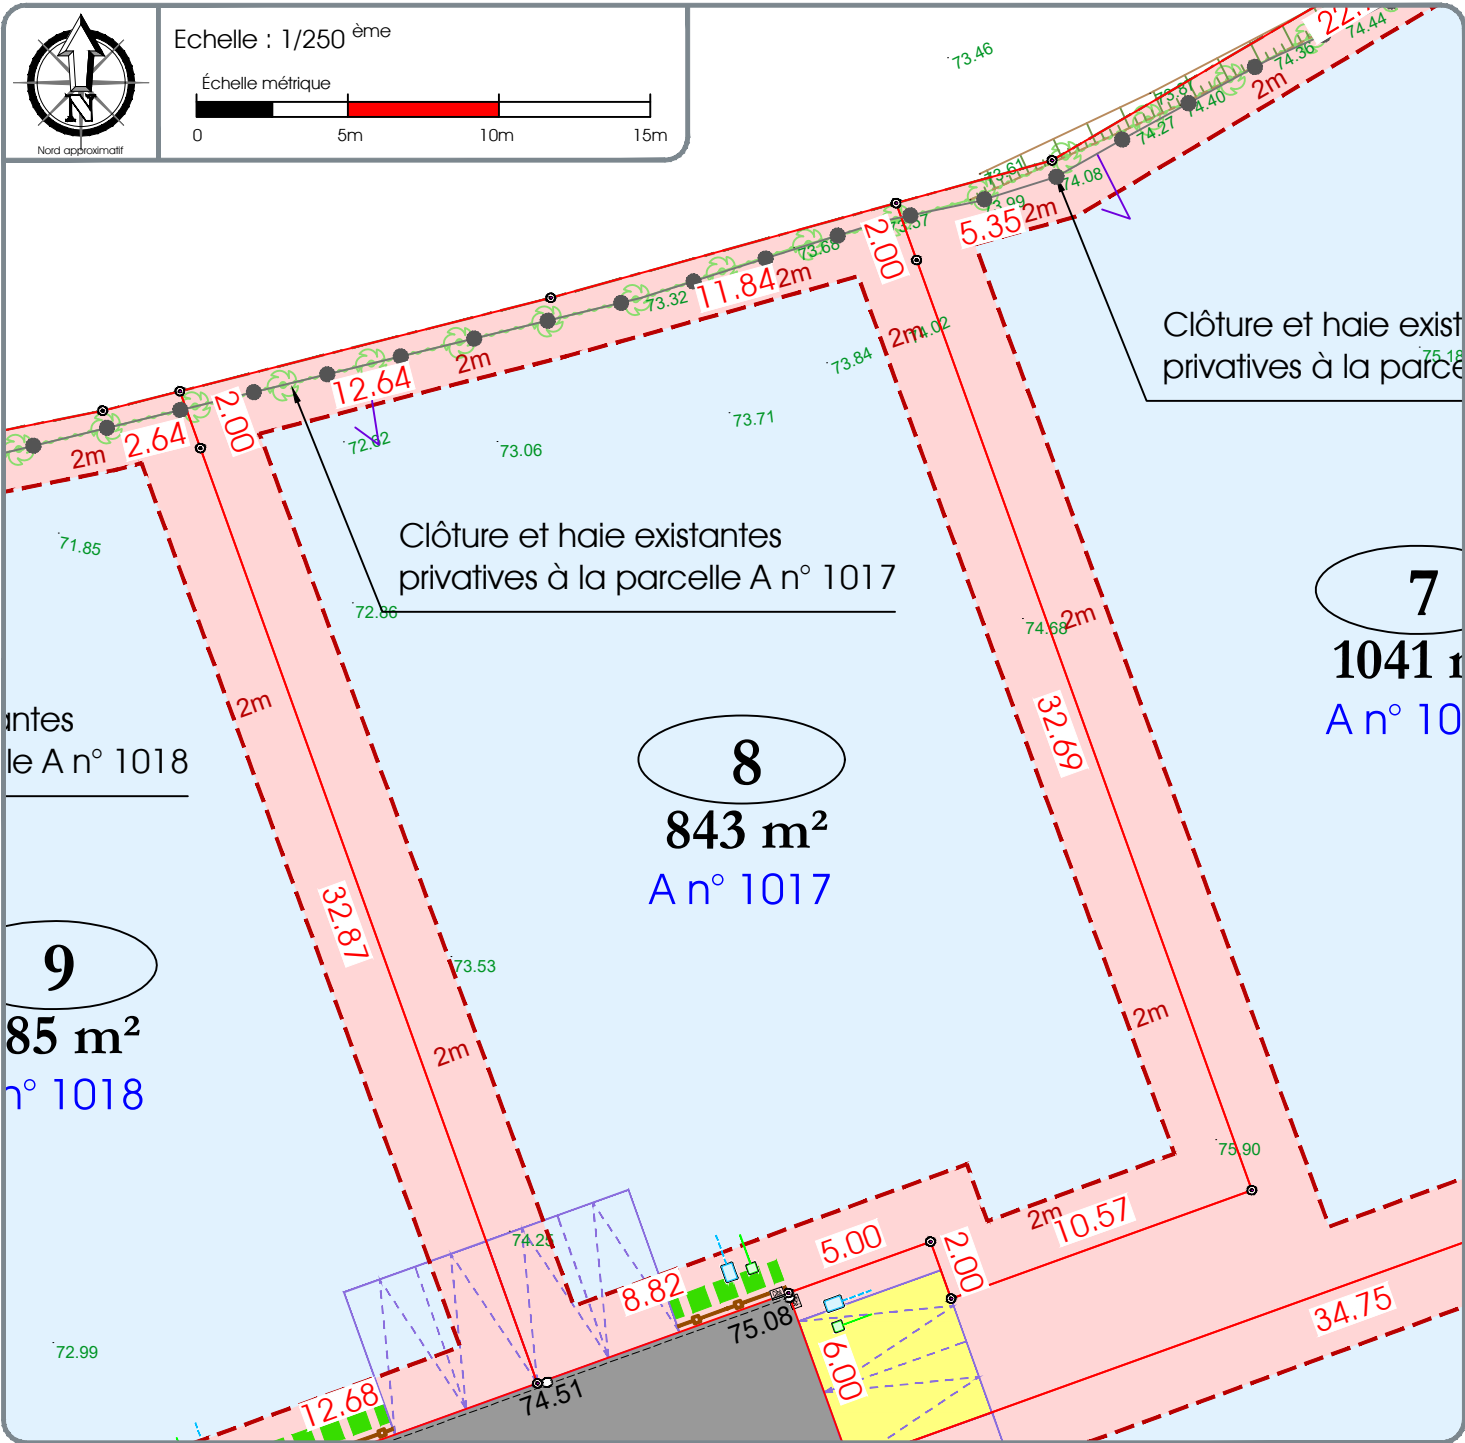 Echelle : 1/250 ème
Échelle métrique
0 5m 10m 15m
N
Nord approximatif
73.46
22.
74.44
74.36
2m
73.87
74.40
74.27
73.61
74.08
73.99
2m
5.35
73.57
2.00
73.68
11.84
2m
73.32
2m
74.02
73.84
2m
12.64
2.00
2.64
2m
72.62
73.06
73.71
71.85
Clôture et haie exist
privatives à la parce
75.18
Clôture et haie existantes
privatives à la parcelle A n° 1017
72.86
74.68
2m
7
1041
A n° 10
2m
antes
le A n° 1018
32.69
8
843 m²
A n° 1017
32.87
9
85 m²
n° 1018
73.53
2m
2m
75.90
2m
10.57
5.00
2.00
74.25
8.82
75.08
6.00
34.75
72.99
12.68
74.51